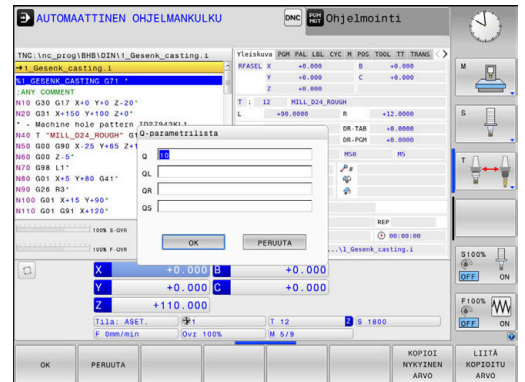 AUTOMAATTINEN OHJELMANKULKU
DNC
PGM MGT
Ohjelmointi
TNC:\nc_prog\BHB\DIN\1_Gesenk_casting.i
→1_Gesenk_casting.i
%1_GESENK_CASTING G71 *
;ANY COMMENT
N10 G30 G17 X+0 Y+0 Z-20*
N20 G31 X+150 Y+100 Z+0*
* - Machine hole pattern ID27943KL1
N40 T "MILL_D24_ROUGH" G1
N50 G00 G90 X-25 Y+65 Z+1
N60 G00 Z-5*
N70 G98 L1*
N80 G01 X+5 Y+80 G41*
N90 G26 R3*
N100 G01 X+15 Y+90*
N110 G01 G91 X+120*
100% S-OVR
100% F-OVR
Yleiskuva PGM PAL LBL CYC M POS TOOL TT TRANS
RFASEL X +0.000 B +0.000
Y +0.000 C +0.000
Z +0.000
T : 12 MILL_D24_ROUGH
L +90.0000 R +12.0000
DR-TAB +0.0000
DR-PGM +0.0000
M50 M5
REP
00:00:00
..\1_Gesenk_casting.i
Q-parametrilista
Q 10
QL
QR
QS
OK PERUUTA
X +0.000 B +0.000
Y +0.000 C +0.000
Z +110.000
Tila: ASET. 1 T 12 Z S 1800
F 0mm/min Ovr 100% M 5/9
M
S
T
S100%
OFF ON
F100%
OFF ON
OK
PERUUTA
KOPIOI NYKYINEN ARVO
LIITÄ KOPIOITU ARVO